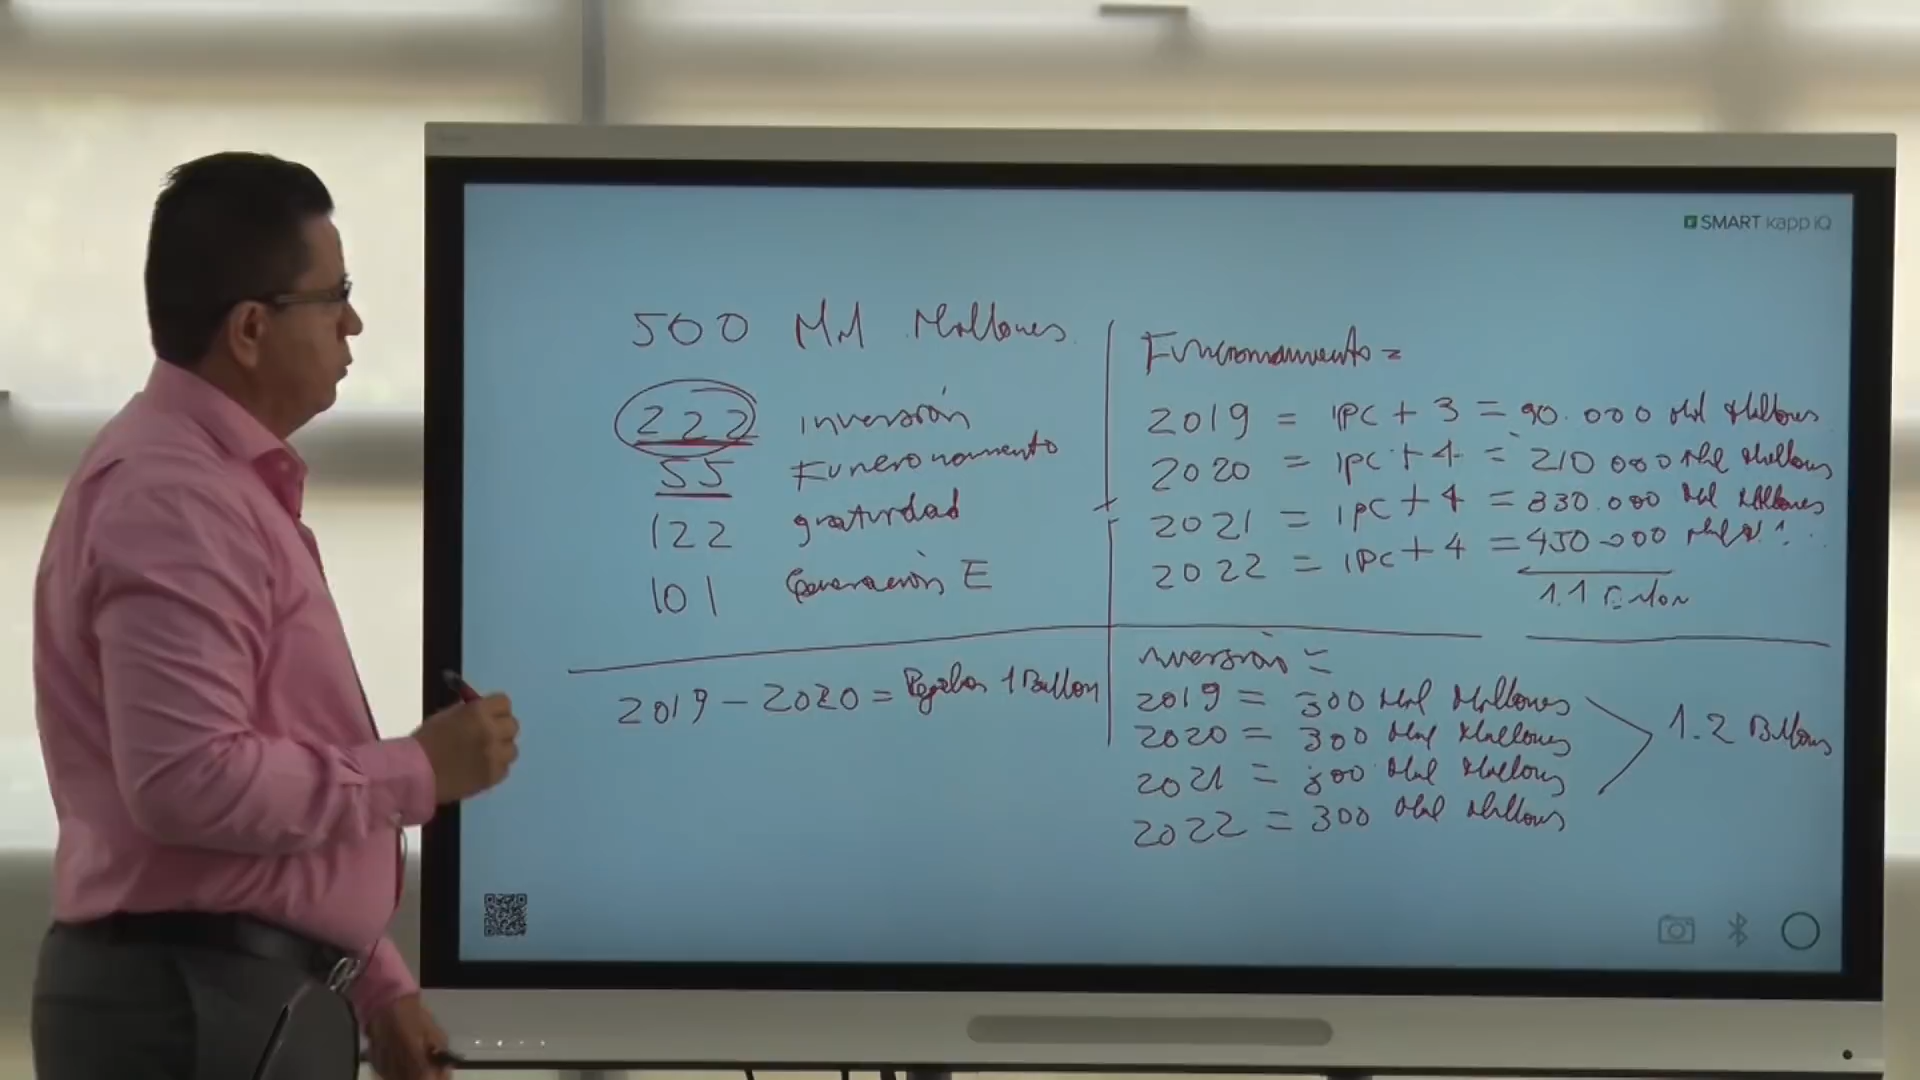 SMART kapp iQ
500 Mil Millones
222 inversión
55 Funcionamiento
122 gratuidad
101 Generación E
2019 - 2020 = Regalías 1 Billon
Funcionamiento =
2019 = IPC + 3 = 90.000 Mil Millones
2020 = IPC + 4 = 210 000 Mil Millones
2021 = IPC + 4 = 330.000 Mil Millones
2022 = IPC + 4 = 450.000 Mil
1.1 Billon
inversión =
2019 = 300 Mil Millones
2020 = 300 Mil Millones
2021 = 300 Mil Millones
2022 = 300 Mil Millones
1.2 Billones